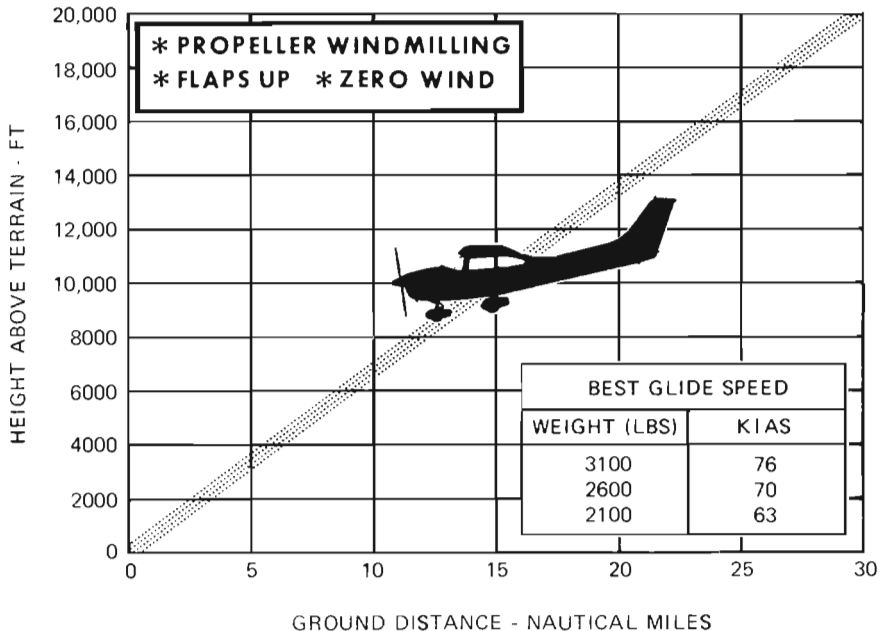 20,000
18,000
16,000
14,000
12,000
10,000
8000
6000
4000
2000
0
HEIGHT ABOVE TERRAIN - FT
* PROPELLER WINDMILLING
* FLAPS UP * ZERO WIND
BEST GLIDE SPEED
WEIGHT (LBS) KIAS
3100 76
2600 70
2100 63
0 5 10 15 20 25 30
GROUND DISTANCE - NAUTICAL MILES